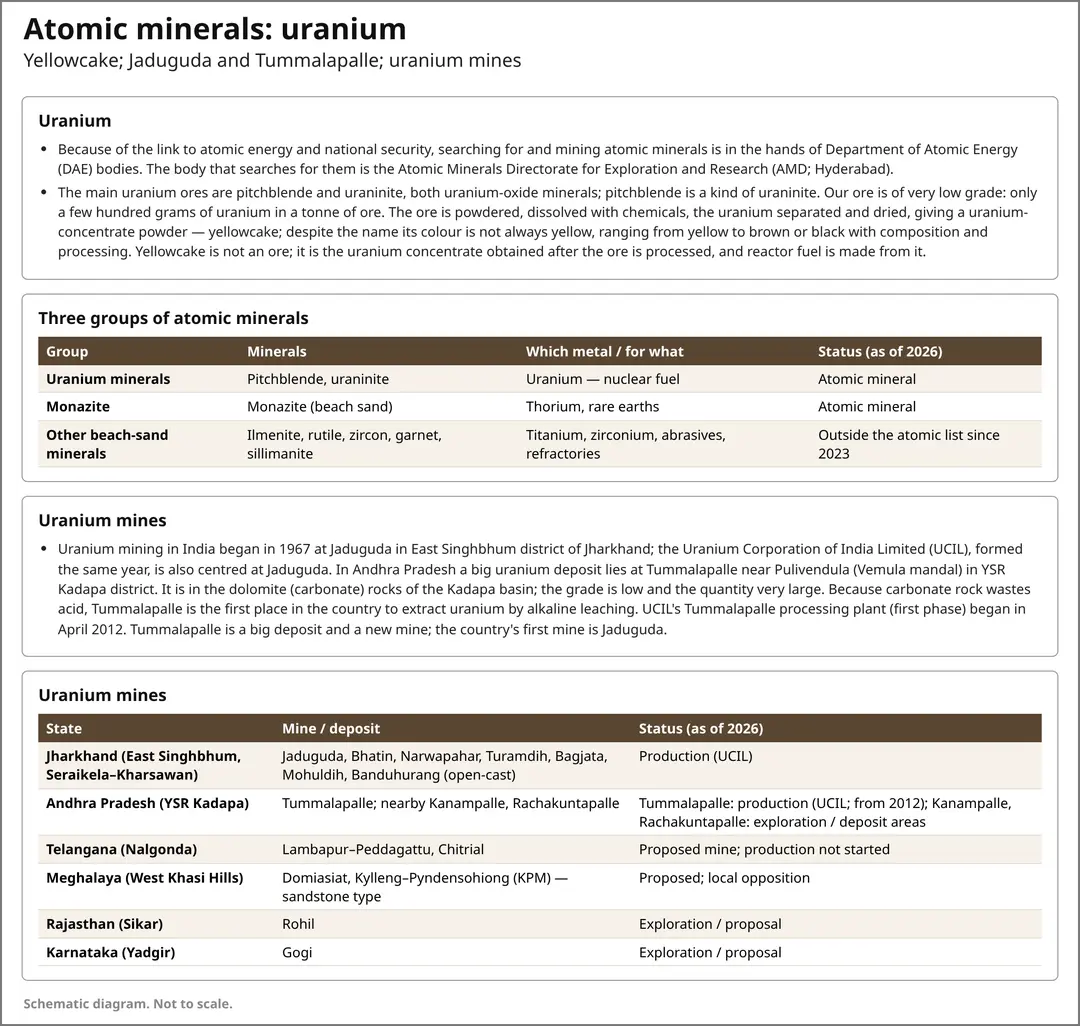 Atomic minerals: uranium
Yellowcake; Jaduguda and Tummalapalle; uranium mines
Uranium
• Because of the link to atomic energy and national security, searching for and mining atomic minerals is in the hands of Department of Atomic Energy
(DAE) bodies. The body that searches for them is the Atomic Minerals Directorate for Exploration and Research (AMD; Hyderabad).
• The main uranium ores are pitchblende and uraninite, both uranium-oxide minerals; pitchblende is a kind of uraninite. Our ore is of very low grade: only
a few hundred grams of uranium in a tonne of ore. The ore is powdered, dissolved with chemicals, the uranium separated and dried, giving a uranium-
concentrate powder — yellowcake; despite the name its colour is not always yellow, ranging from yellow to brown or black with composition and
processing. Yellowcake is not an ore; it is the uranium concentrate obtained after the ore is processed, and reactor fuel is made from it.
Three groups of atomic minerals
Group Minerals Which metal / for what Status (as of 2026)
Uranium minerals Pitchblende, uraninite Uranium — nuclear fuel Atomic mineral
Monazite Monazite (beach sand) Thorium, rare earths Atomic mineral
Other beach-sand Ilmenite, rutile, zircon, garnet, Titanium, zirconium, abrasives, Outside the atomic list since
minerals sillimanite refractories 2023
Uranium mines
• Uranium mining in India began in 1967 at Jaduguda in East Singhbhum district of Jharkhand; the Uranium Corporation of India Limited (UCIL), formed
the same year, is also centred at Jaduguda. In Andhra Pradesh a big uranium deposit lies at Tummalapalle near Pulivendula (Vemula mandal) in YSR
Kadapa district. It is in the dolomite (carbonate) rocks of the Kadapa basin; the grade is low and the quantity very large. Because carbonate rock wastes
acid, Tummalapalle is the first place in the country to extract uranium by alkaline leaching. UCIL's Tummalapalle processing plant (first phase) began in
April 2012. Tummalapalle is a big deposit and a new mine; the country's first mine is Jaduguda.
Uranium mines
State Mine / deposit Status (as of 2026)
Jharkhand (East Singhbhum, Jaduguda, Bhatin, Narwapahar, Turamdih, Bagjata, Production (UCIL)
Seraikela–Kharsawan) Mohuldih, Banduhurang (open-cast)
Andhra Pradesh (YSR Kadapa) Tummalapalle; nearby Kanampalle, Rachakuntapalle Tummalapalle: production (UCIL; from 2012); Kanampalle,
Rachakuntapalle: exploration / deposit areas
Telangana (Nalgonda) Lambapur–Peddagattu, Chitrial Proposed mine; production not started
Meghalaya (West Khasi Hills) Domiasiat, Kylleng–Pyndensohiong (KPM) — Proposed; local opposition
sandstone type
Rajasthan (Sikar) Rohil Exploration / proposal
Karnataka (Yadgir) Gogi Exploration / proposal
Schematic diagram. Not to scale.